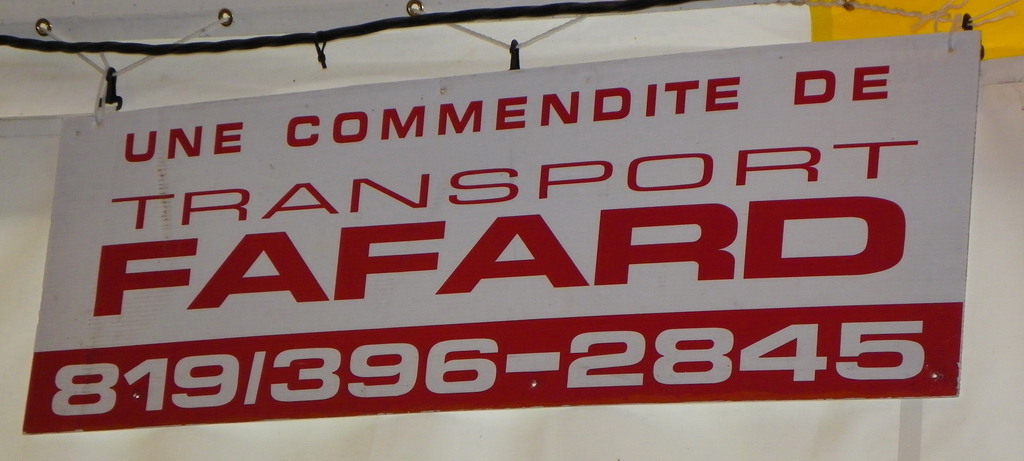 UNE COMMENDITE DE
TRANSPORT
FAFARD
819/396-2845